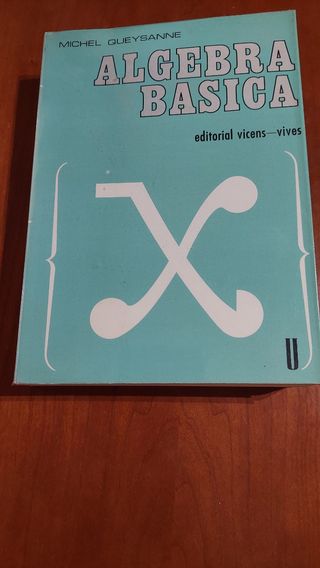 MICHEL QUEYSANNE
ALGEBRA
BASICA
editorial vicens—vives
{ X }
U